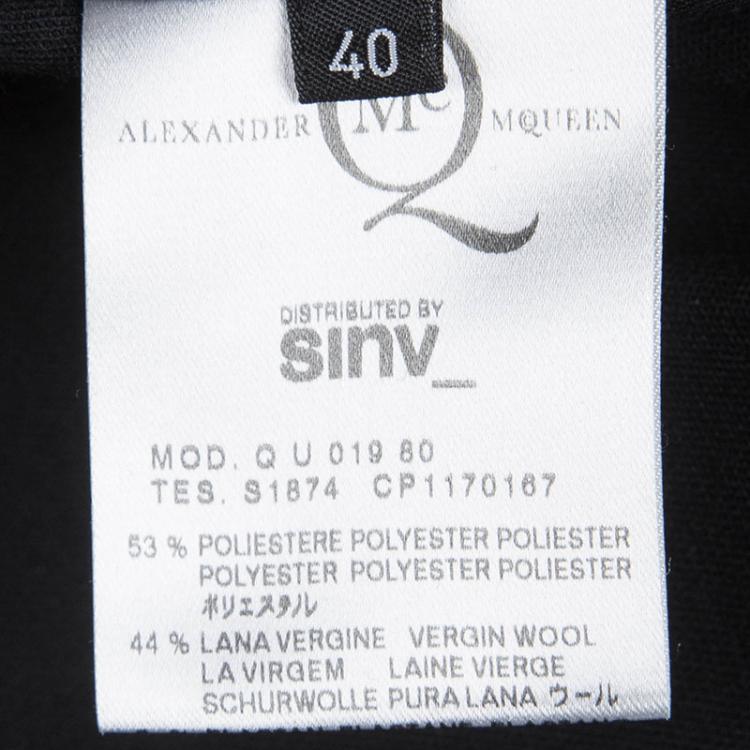 40
McQ
ALEXANDER MCQUEEN
DISTRIBUTED BY
sinv_
MOD. Q U 019 80
TES. S1874 CP1170167
53 % POLIESTERE POLYESTER POLIESTER
POLYESTER POLYESTER POLIESTER
ポリエスタル
44 % LANA VERGINE VERGIN WOOL
LA VIRGEM LAINE VIERGE
SCHURWOLLE PURA LANA ウール